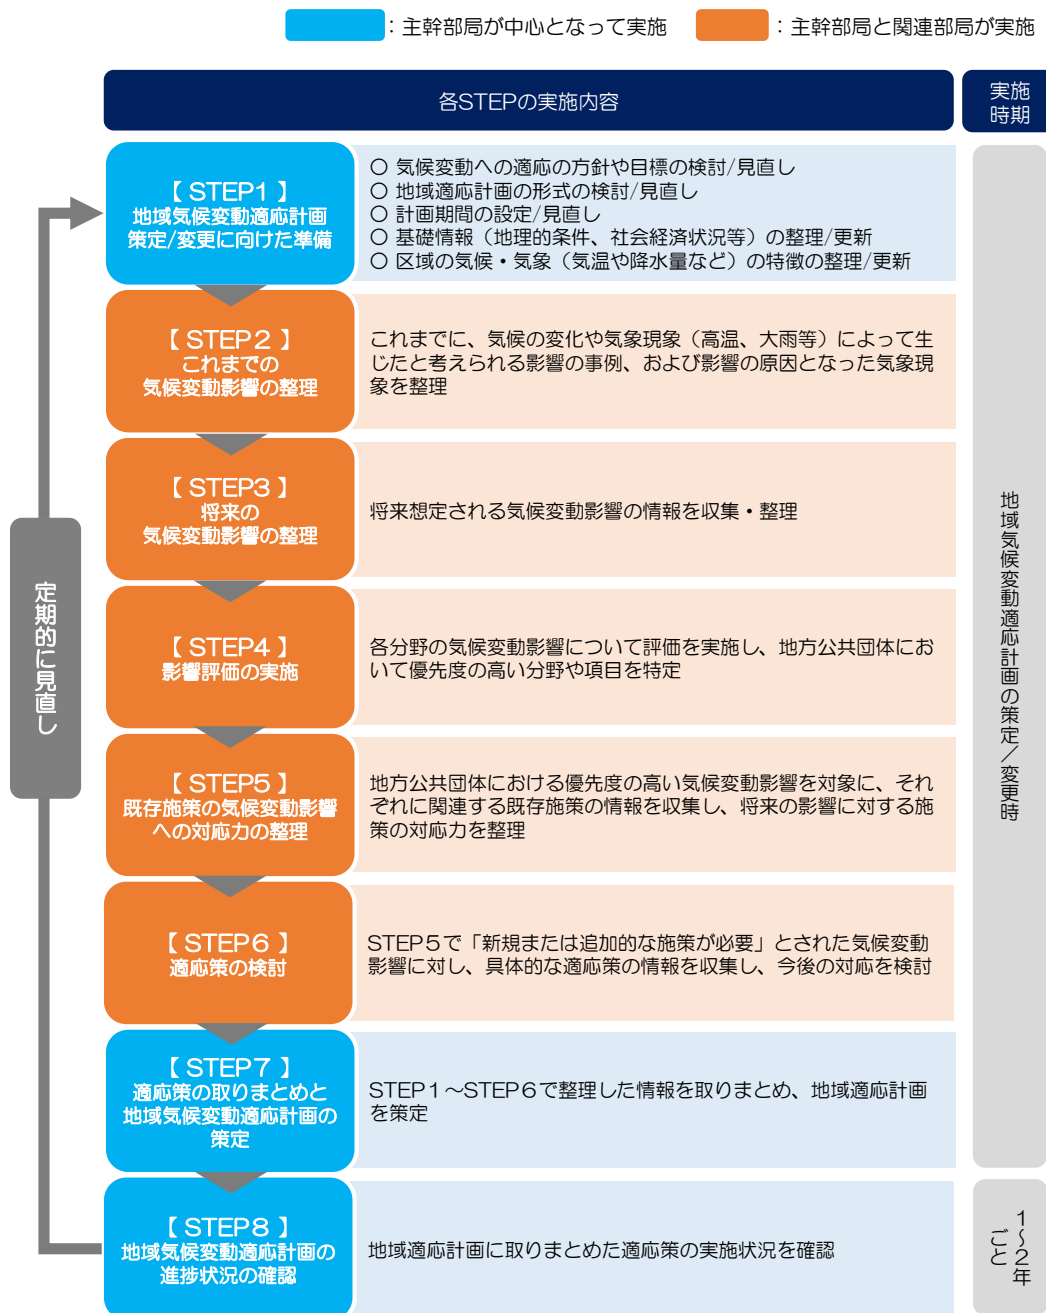 ：主幹部局が中心となって実施
：主幹部局と関連部局が実施
各STEPの実施内容
実施
時期
【 STEP1 】
地域気候変動適応計画
策定/変更に向けた準備
〇 気候変動への適応の方針や目標の検討/見直し
〇 地域適応計画の形式の検討/見直し
〇 計画期間の設定/見直し
〇 基礎情報（地理的条件、社会経済状況等）の整理/更新
〇 区域の気候・気象（気温や降水量など）の特徴の整理/更新
【 STEP２ 】
これまでの
気候変動影響の整理
これまでに、気候の変化や気象現象（高温、大雨等）によって生
じたと考えられる影響の事例、および影響の原因となった気象現
象を整理
【 STEP3 】
将来の
気候変動影響の整理
将来想定される気候変動影響の情報を収集・整理
【 STEP4 】
影響評価の実施
各分野の気候変動影響について評価を実施し、地方公共団体にお
いて優先度の高い分野や項目を特定
【 STEP5 】
既存施策の気候変動影響
への対応力の整理
地方公共団体における優先度の高い気候変動影響を対象に、それ
ぞれに関連する既存施策の情報を収集し、将来の影響に対する施
策の対応力を整理
【 STEP６ 】
適応策の検討
STEP５で「新規または追加的な施策が必要」とされた気候変動
影響に対し、具体的な適応策の情報を収集し、今後の対応を検討
【 STEP７ 】
適応策の取りまとめと
地域気候変動適応計画の
策定
STEP１～STEP６で整理した情報を取りまとめ、地域適応計画
を策定
【 STEP８ 】
地域気候変動適応計画の
進捗状況の確認
地域適応計画に取りまとめた適応策の実施状況を確認
定期的に見直し
地域気候変動適応計画の策定／変更時
１～２年
ごと